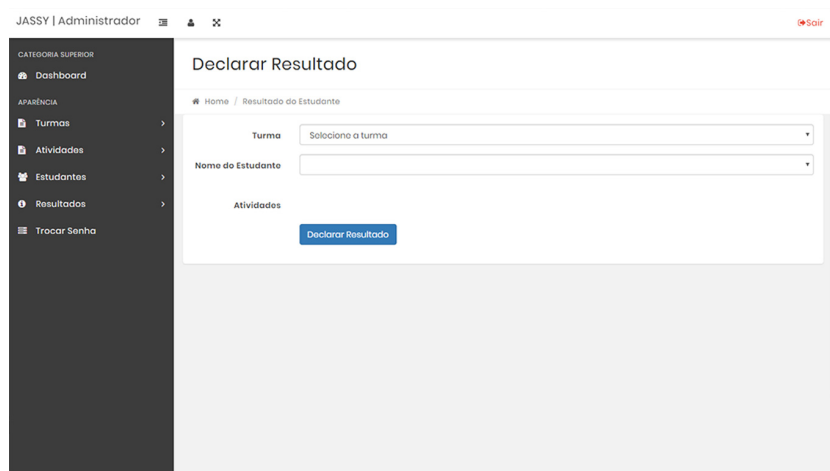 JASSY | Administrador
Sair
CATEGORIA SUPERIOR
Dashboard
APARÊNCIA
Turmas
Atividades
Estudantes
Resultados
Trocar Senha
Declarar Resultado
Home / Resultado do Estudante
Turma
Selecione a turma
Nome do Estudante
Atividades
Declarar Resultado